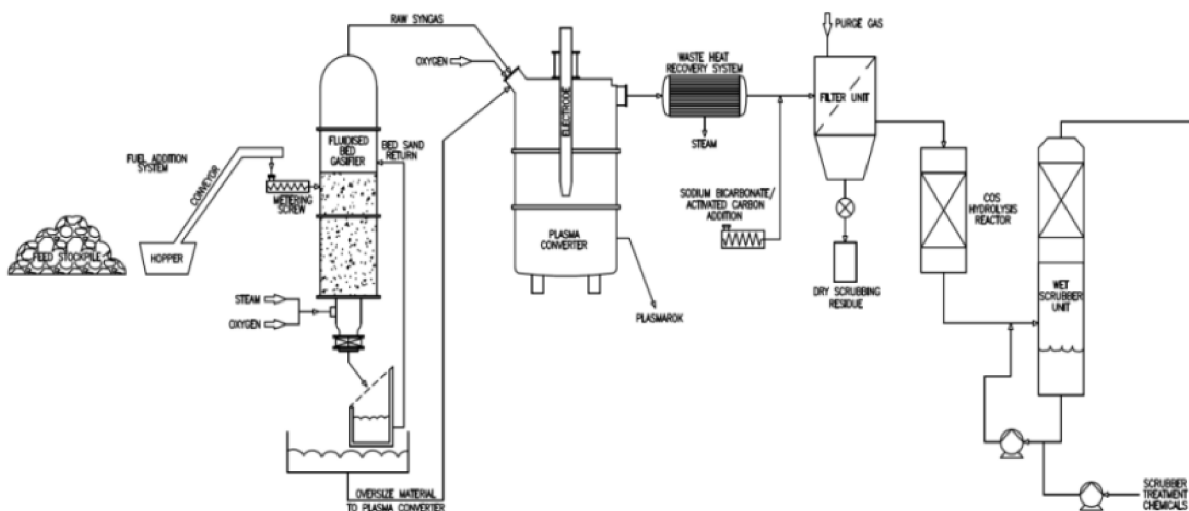 RAW SYNGAS
OXYGEN
ELECTRODE
WASTE HEAT
RECOVERY SYSTEM
STEAM
PURGE GAS
FILTER UNIT
FLUIDISED
BED
GASIFIER
BED SAND
RETURN
FUEL ADDITION
SYSTEM
CONVEYOR
METERING
SCREW
FEED STOCKPILE
HOPPER
STEAM
OXYGEN
PLASMA
CONVERTER
PLASMAROK
SODIUM BICARBONATE/
ACTIVATED CARBON
ADDITION
DRY SCRUBBING
RESIDUE
COS
HYDROLYSIS
REACTOR
WET
SCRUBBER
UNIT
OVERSIZE MATERIAL
TO PLASMA CONVERTER
SCRUBBER
TREATMENT
CHEMICALS